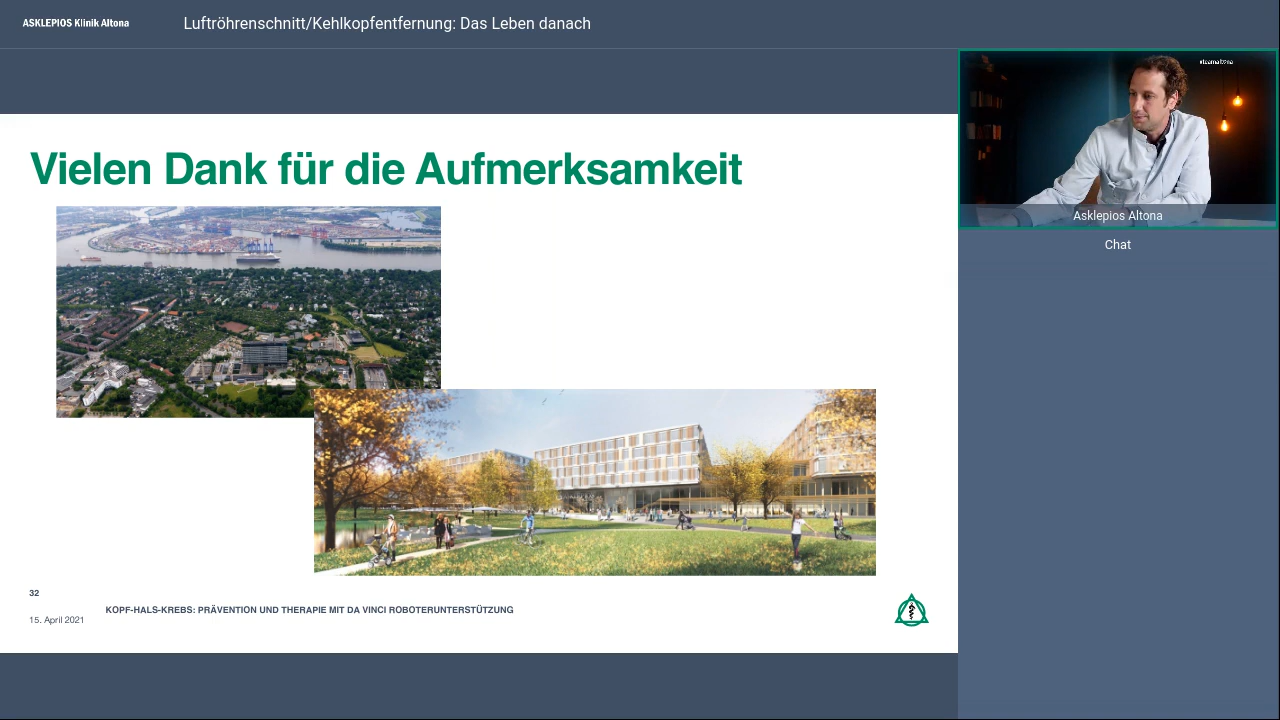 ASKLEPIOS Klinik Altona
Luftröhrenschnitt/Kehlkopfentfernung: Das Leben danach
#teamaltona
Asklepios Altona
Chat
Vielen Dank für die Aufmerksamkeit
32
KOPF-HALS-KREBS: PRÄVENTION UND THERAPIE MIT DA VINCI ROBOTERUNTERSTÜTZUNG
15. April 2021